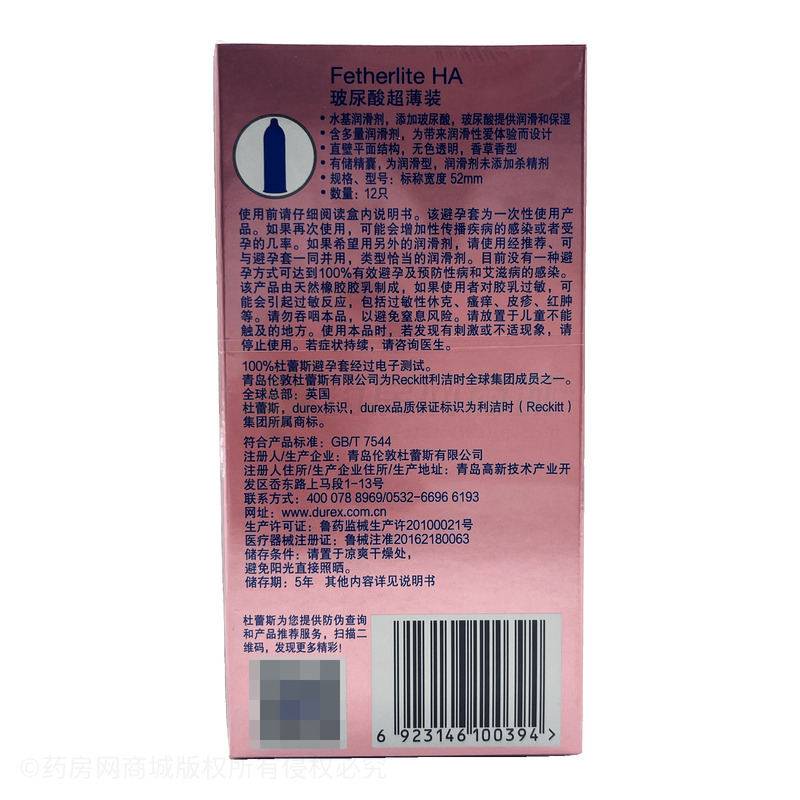 Fetherlite HA
玻尿酸超薄装
• 水基润滑剂，添加玻尿酸，玻尿酸提供润滑和保湿
• 含多量润滑剂，为带来润滑性爱体验而设计
• 直壁平面结构，无色透明，香草香型
• 有储精囊，为润滑型，润滑剂未添加杀精剂
• 规格、型号：标称宽度 52mm
• 数量：12只
使用前请仔细阅读盒内说明书。该避孕套为一次性使用产
品。如果再次使用，可能会增加性传播疾病的感染或者受
孕的几率。如果希望用另外的润滑剂，请使用经推荐、可
与避孕套一同并用，类型恰当的润滑剂。目前没有一种避
孕方式可达到100%有效避孕及预防性病和艾滋病的感染。
该产品由天然橡胶胶乳制成，如果使用者对胶乳过敏，可
能会引起过敏反应，包括过敏性休克、瘙痒、皮疹、红肿
等。请勿吞咽本品，以避免窒息风险。请放置于儿童不能
触及的地方。使用本品时，若发现有刺激或不适现象，请
停止使用。若症状持续，请咨询医生。
100%杜蕾斯避孕套经过电子测试。
青岛伦敦杜蕾斯有限公司为Reckitt利洁时全球集团成员之一。
全球总部：英国
杜蕾斯，durex标识，durex品质保证标识为利洁时（Reckitt）
集团所属商标。
符合产品标准：GB/T 7544
注册人/生产企业：青岛伦敦杜蕾斯有限公司
注册人住所/生产企业住所/生产地址：青岛高新技术产业开
发区岙东路上马段1-13号
联系方式：400 078 8969/0532-6696 6193
网址：www.durex.com.cn
生产许可证：鲁药监械生产许20100021号
医疗器械注册证：鲁械注准20162180063
储存条件：请置于凉爽干燥处，
避免阳光直接照晒。
储存期：5年 其他内容详见说明书
杜蕾斯为您提供防伪查询
和产品推荐服务，扫描二
维码，发现更多精彩！
6 923146 100394 >
©药房网商城版权所有侵权必究